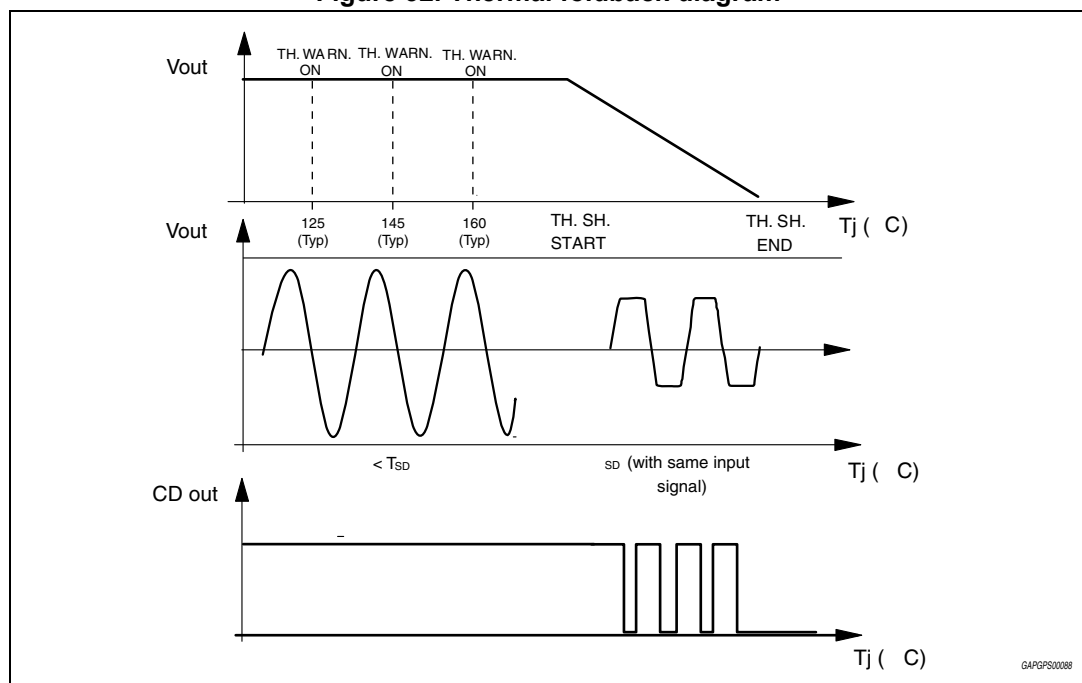 Figure 32. Thermal foldback diagram
Vout
TH. WARN. ON
TH. WARN. ON
TH. WARN. ON
125 (Typ)
145 (Typ)
160 (Typ)
TH. SH. START
TH. SH. END
Tj ( C)
Vout
< TSD
SD (with same input signal)
Tj ( C)
CD out
Tj ( C)
GAPGPS00088